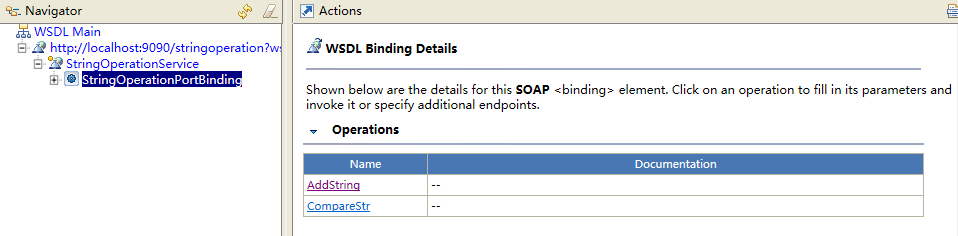 Navigator
WSDL Main
http://localhost:9090/stringoperation?ws
StringOperationService
StringOperationPortBinding
Actions
WSDL Binding Details
Shown below are the details for this SOAP <binding> element. Click on an operation to fill in its parameters and
invoke it or specify additional endpoints.
Operations
Name Documentation
AddString --
CompareStr --